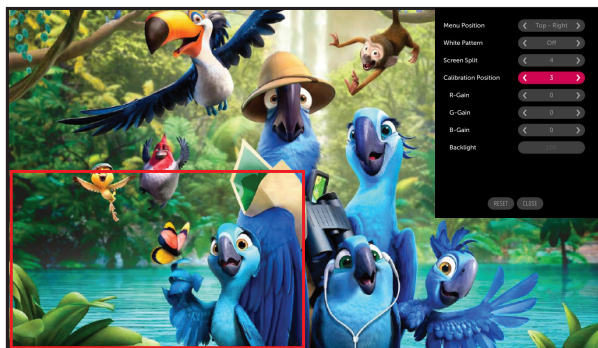 Menu Position Top - Right
White Pattern Off
Screen Split 4
Calibration Position 3
R-Gain 0
G-Gain 0
B-Gain 0
Backlight
RESET CLOSE